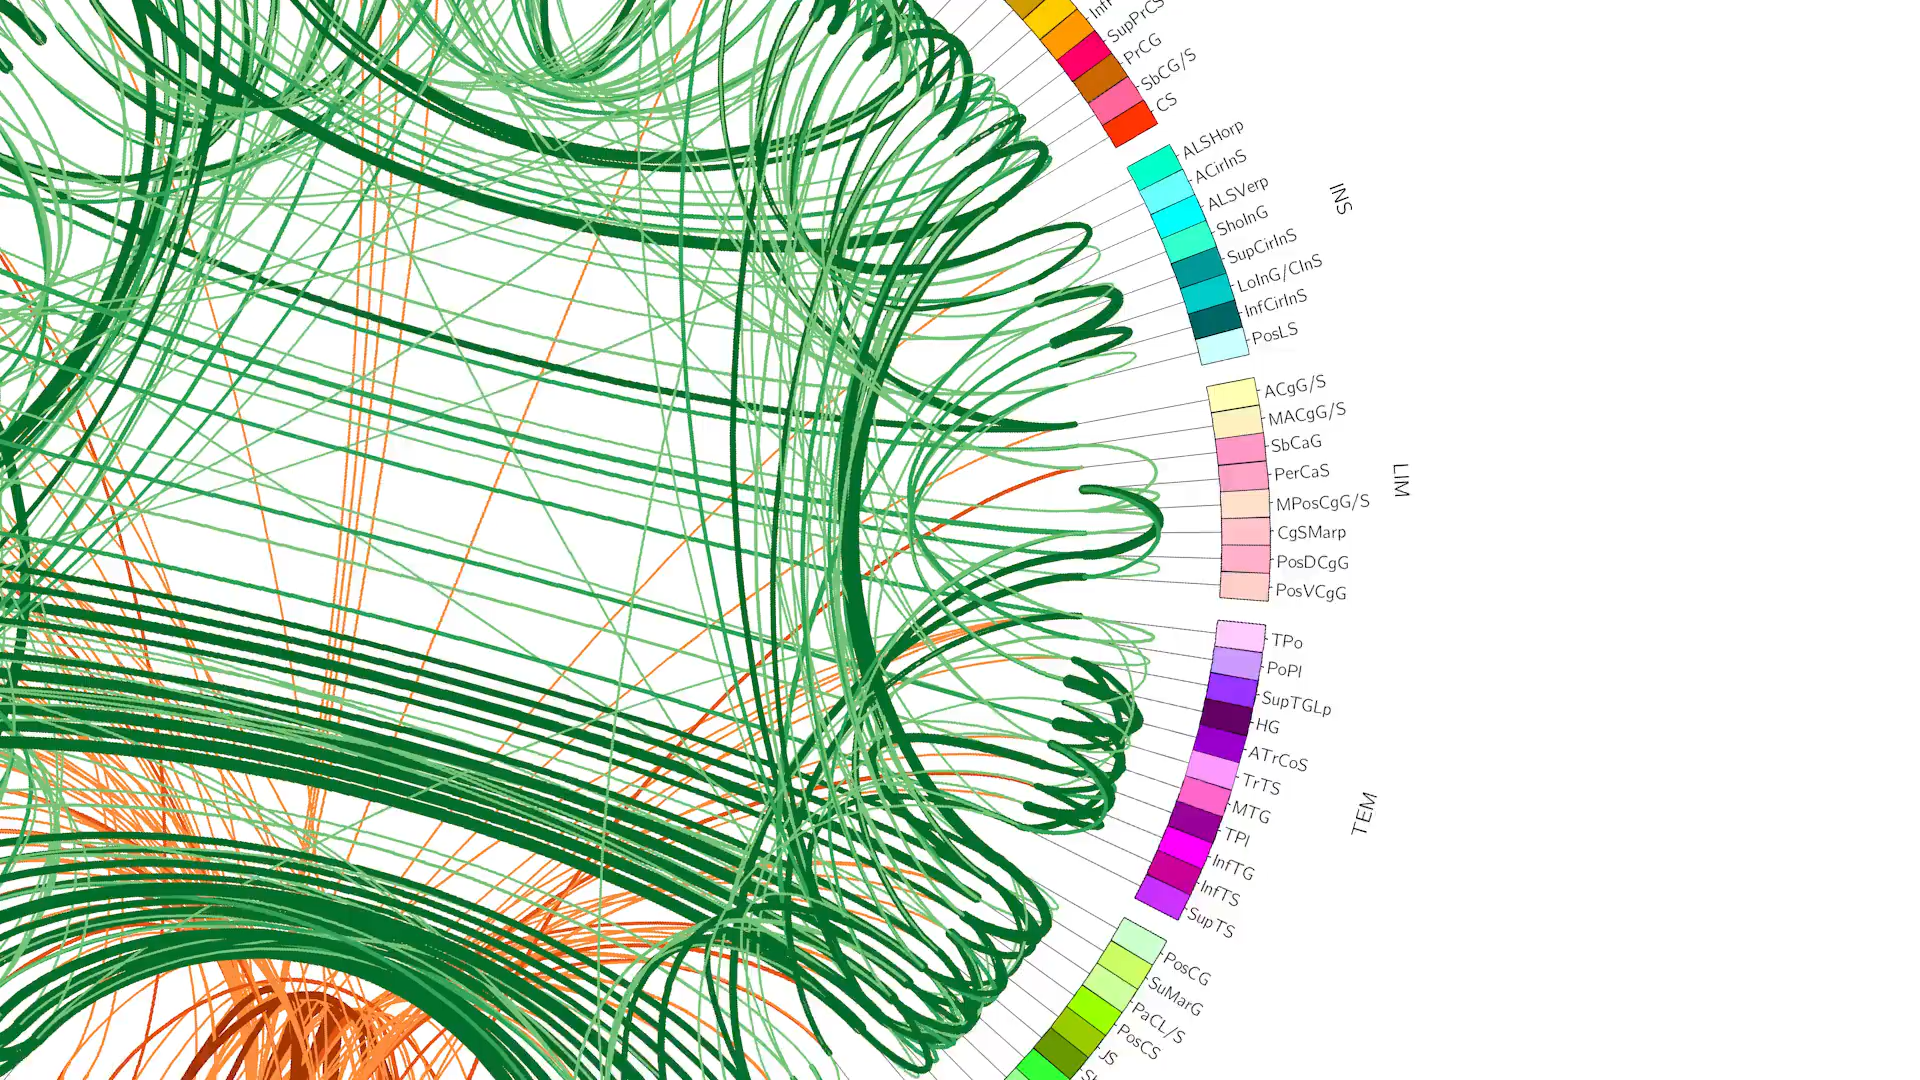 SupPrCS
PrCG
SbCG/S
CS
ALSHorp
ACirInS
ALSVerp
ShoInG
SupCirInS
LoInG/CInS
InfCirInS
PosLS
INS
ACgG/S
MACgG/S
SbCaG
PerCaS
MPosCgG/S
CgSMarp
PosDCgG
PosVCgG
LIM
TPo
PoPl
SupTGLp
HG
ATrCoS
TrTS
MTG
TPl
InfTG
InfTS
SupTS
TEM
PosCG
SuMarG
PaCL/S
PosCS
JS